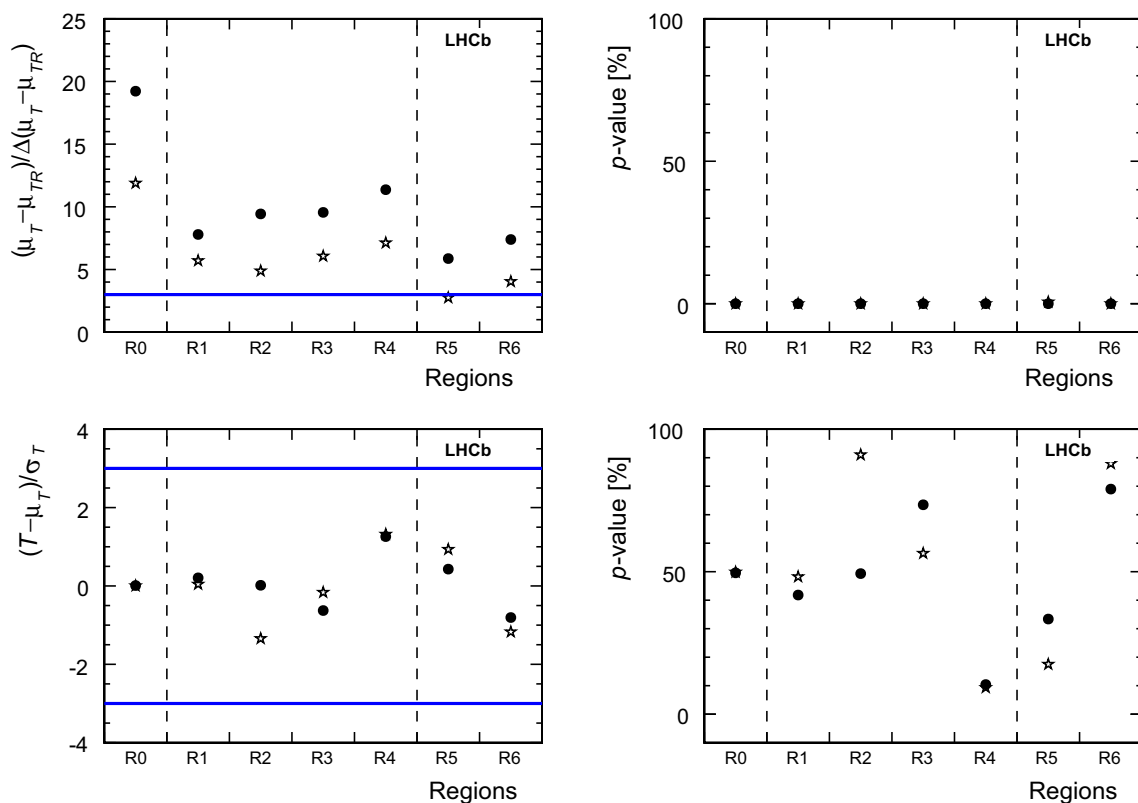 (μ_T−μ_TR)/Δ(μ_T−μ_TR)
25
20
15
10
5
0
LHCb
R0 R1 R2 R3 R4 R5 R6
Regions
p-value [%]
100
50
0
LHCb
R0 R1 R2 R3 R4 R5 R6
Regions
(T−μ_T)/σ_T
4
2
0
-2
-4
LHCb
R0 R1 R2 R3 R4 R5 R6
Regions
p-value [%]
100
50
0
LHCb
R0 R1 R2 R3 R4 R5 R6
Regions